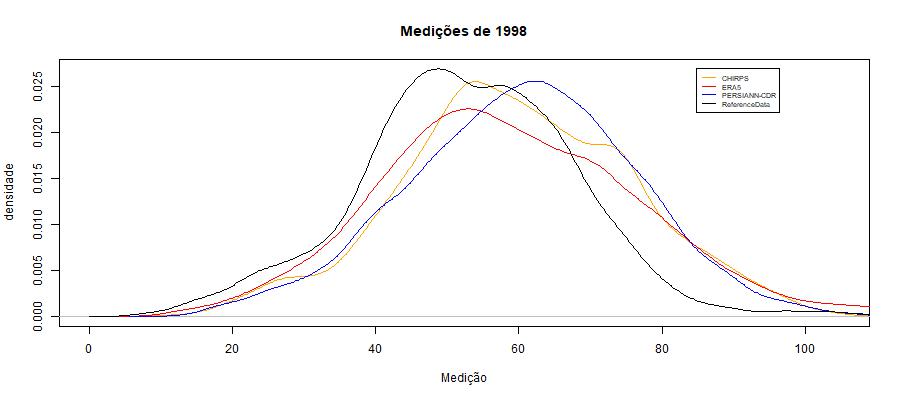 Medições de 1998
CHIRPS
ERA5
PERSIANN-CDR
ReferenceData
densidade
0.025
0.020
0.015
0.010
0.005
0.000
0 20 40 60 80 100
Medição